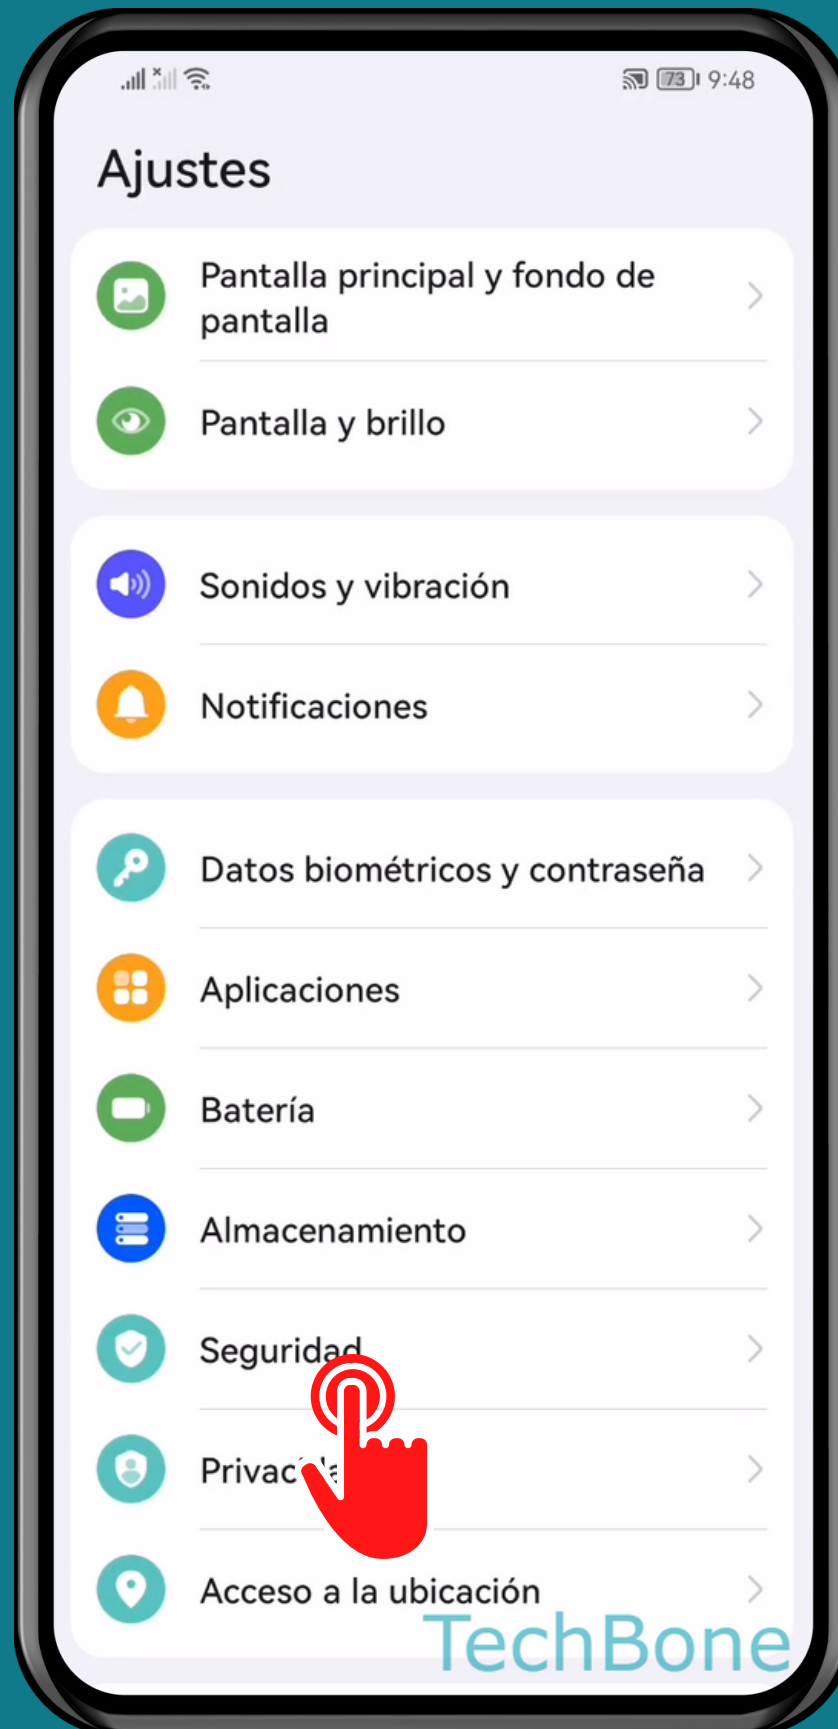 73 9:48
Ajustes
Pantalla principal y fondo de
pantalla
Pantalla y brillo
Sonidos y vibración
Notificaciones
Datos biométricos y contraseña
Aplicaciones
Batería
Almacenamiento
Seguridad
Acceso a la ubicación
TechBone